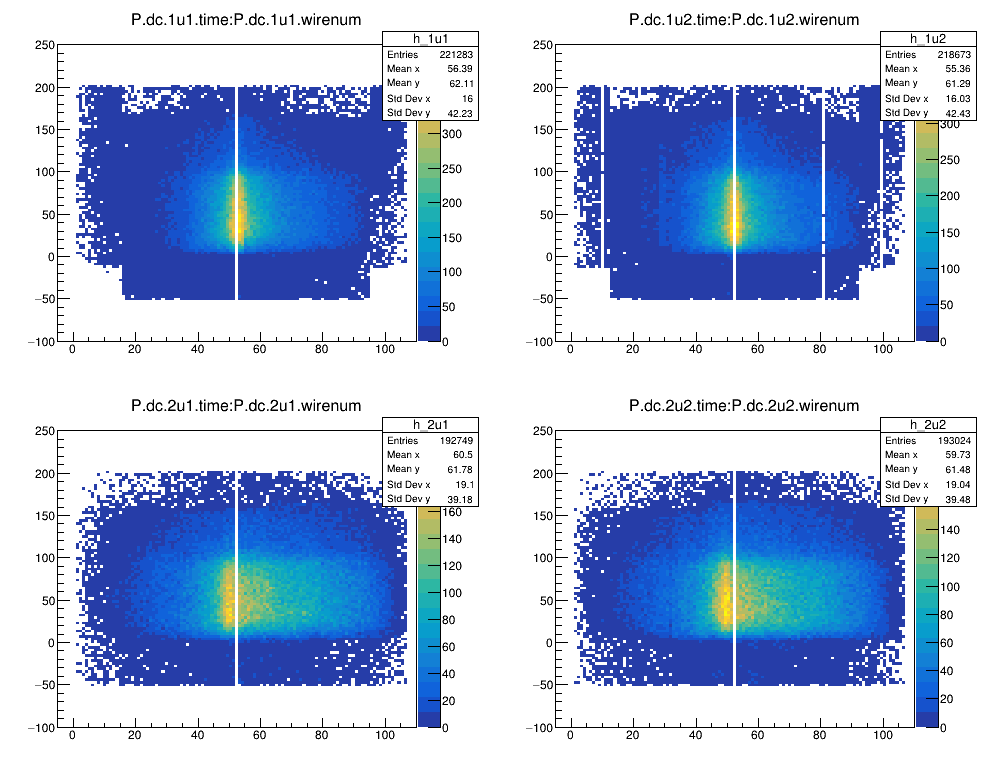 P.dc.1u1.time:P.dc.1u1.wirenum
h_1u1
Entries 221283
Mean x 56.39
Mean y 62.11
Std Dev x 16
Std Dev y 42.23
250
200
150
100
50
0
−50
−100
0 20 40 60 80 100
300
250
200
150
100
50
0
P.dc.1u2.time:P.dc.1u2.wirenum
h_1u2
Entries 218673
Mean x 55.36
Mean y 61.29
Std Dev x 16.03
Std Dev y 42.43
250
200
150
100
50
0
−50
−100
0 20 40 60 80 100
300
250
200
150
100
50
0
P.dc.2u1.time:P.dc.2u1.wirenum
h_2u1
Entries 192749
Mean x 60.5
Mean y 61.78
Std Dev x 19.1
Std Dev y 39.18
250
200
150
100
50
0
−50
−100
0 20 40 60 80 100
160
140
120
100
80
60
40
20
0
P.dc.2u2.time:P.dc.2u2.wirenum
h_2u2
Entries 193024
Mean x 59.73
Mean y 61.48
Std Dev x 19.04
Std Dev y 39.48
250
200
150
100
50
0
−50
−100
0 20 40 60 80 100
140
120
100
80
60
40
20
0